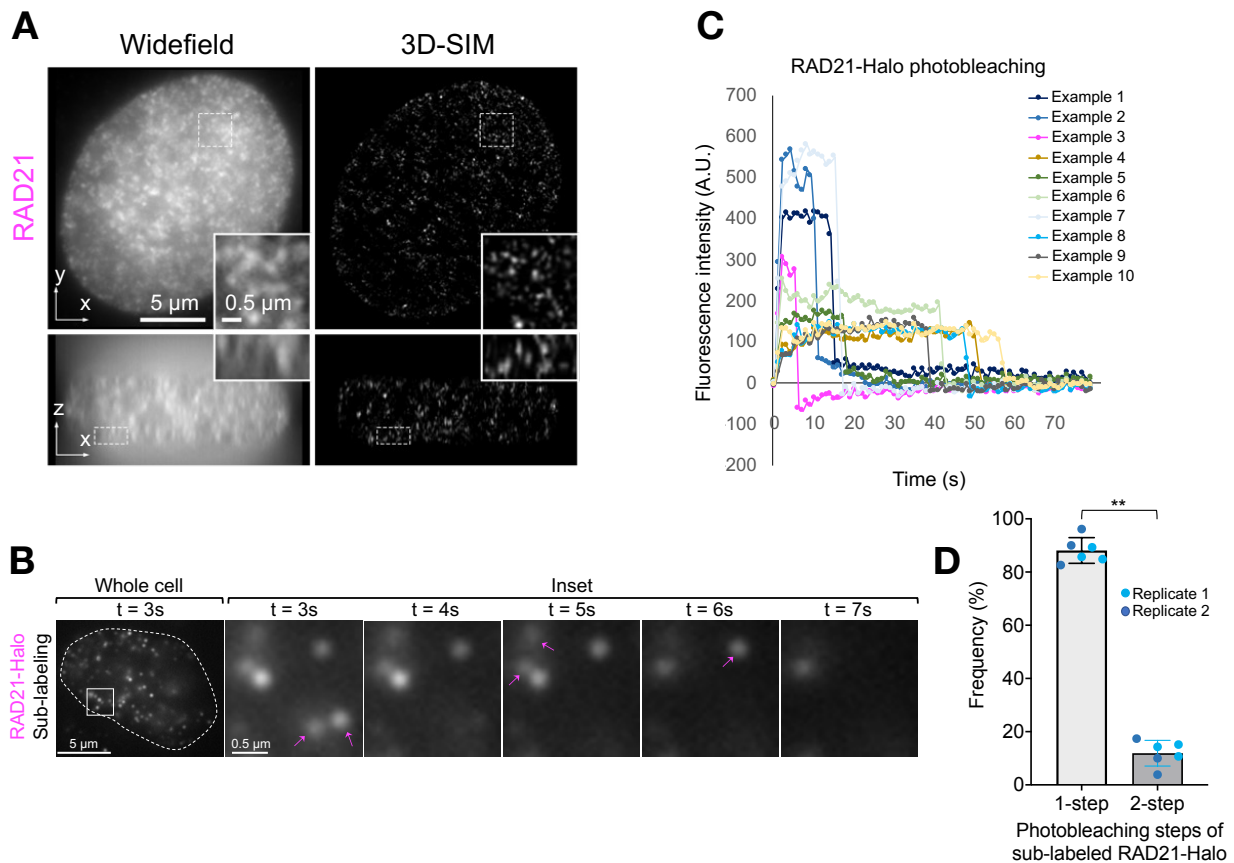 A
Widefield
3D-SIM
RAD21
y
x
5 µm
0.5 µm
z
x
B
Whole cell
Inset
t = 3s
t = 3s
t = 4s
t = 5s
t = 6s
t = 7s
RAD21-Halo
Sub-labeling
5 µm
0.5 µm
C
RAD21-Halo photobleaching
Fluorescence intensity (A.U.)
700
600
500
400
300
200
100
0
100
200
0 10 20 30 40 50 60 70
Time (s)
Example 1
Example 2
Example 3
Example 4
Example 5
Example 6
Example 7
Example 8
Example 9
Example 10
D
**
Frequency (%)
100
80
60
40
20
0
Replicate 1
Replicate 2
1-step 2-step
Photobleaching steps of
sub-labeled RAD21-Halo